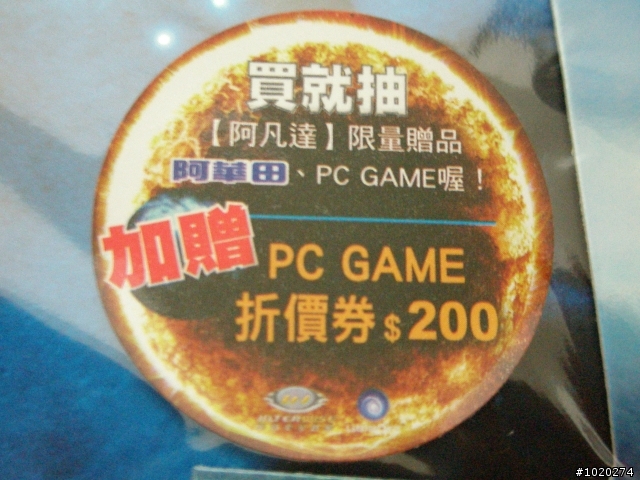 買就抽
【阿凡達】限量贈品
阿華田、PC GAME喔！
加贈
PC GAME
折價券$200
#1020274